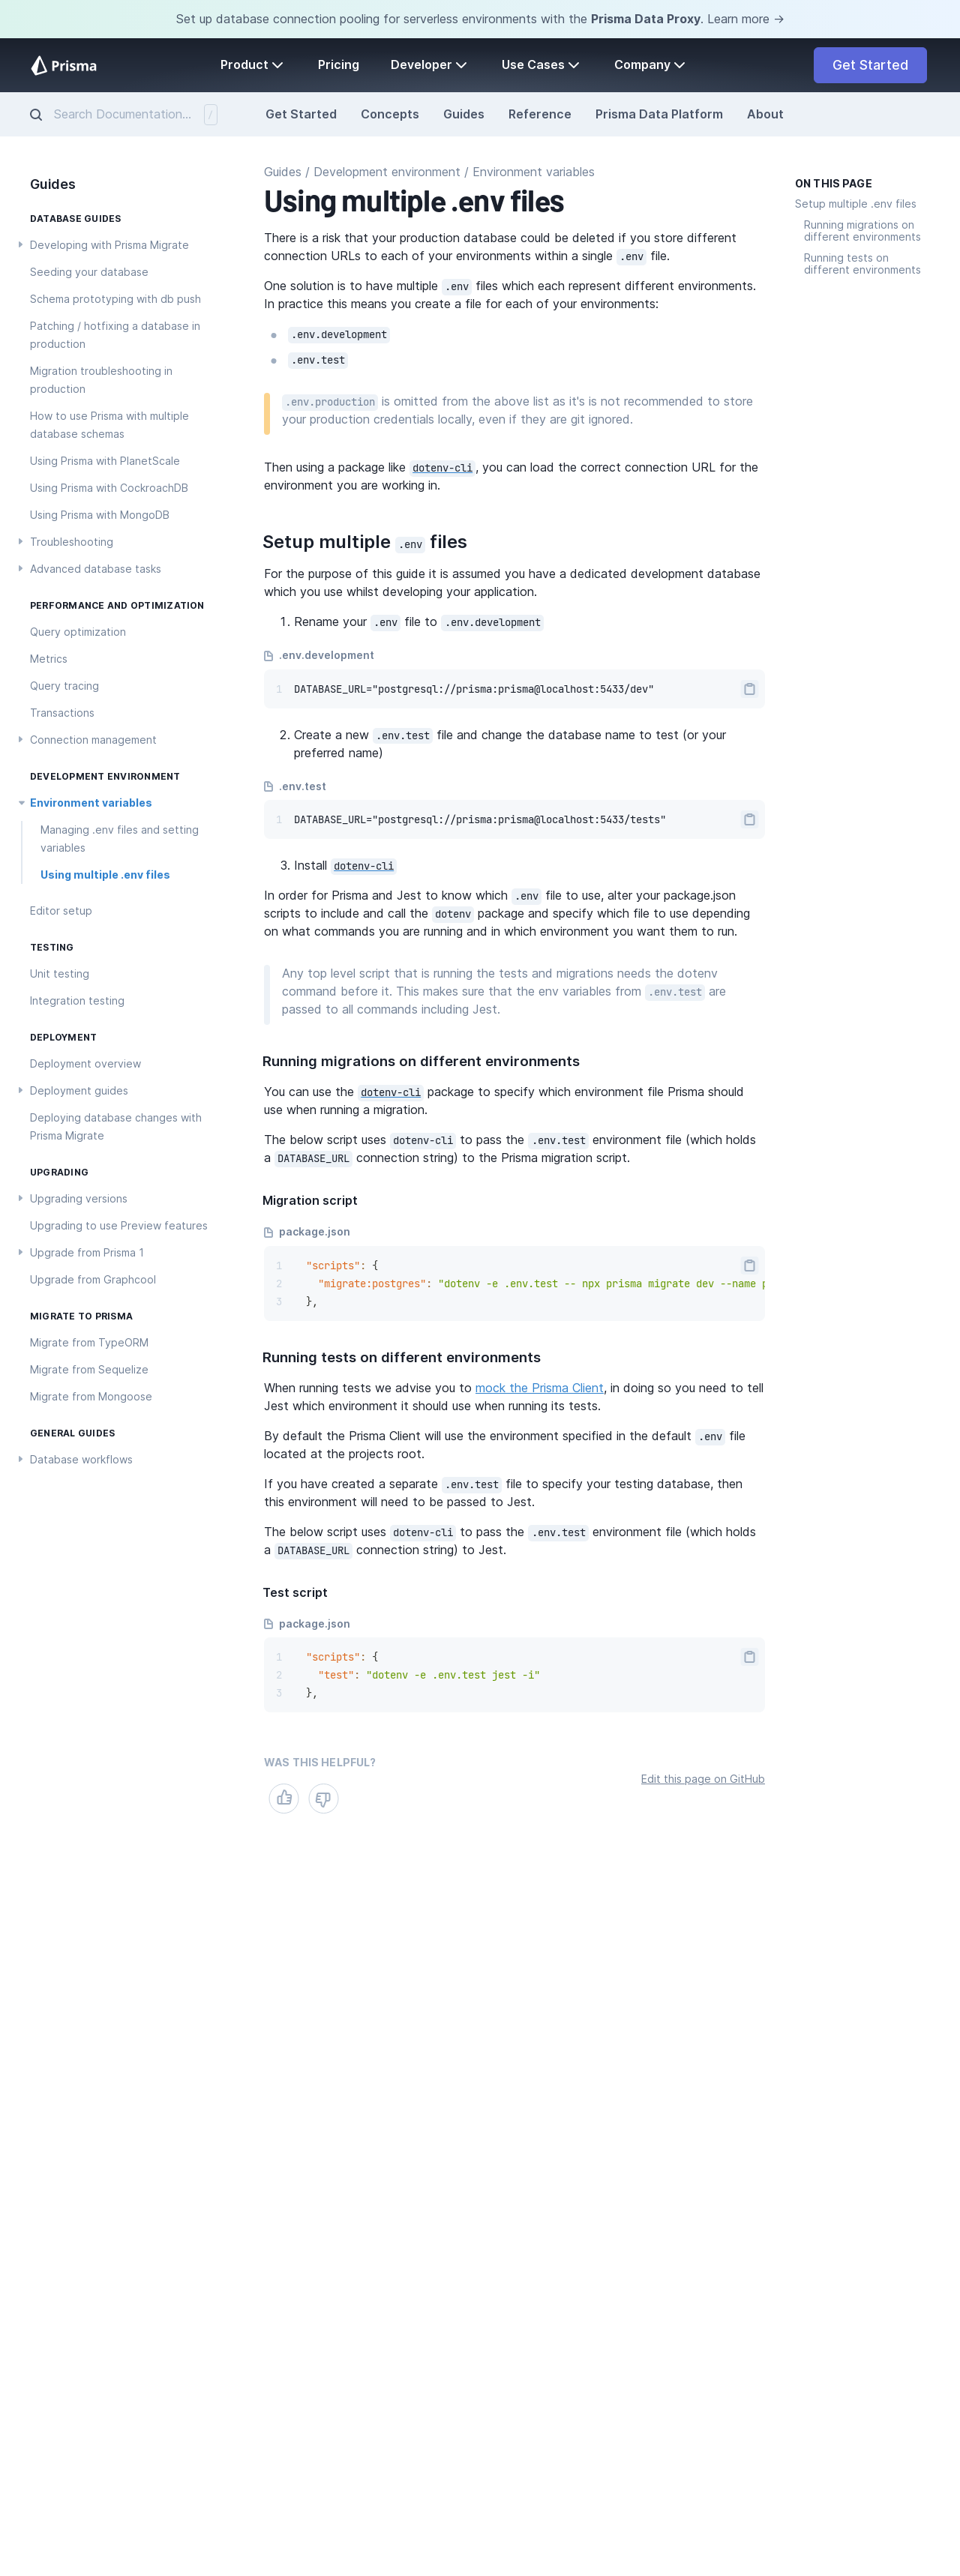 Set up database connection pooling for serverless environments with the Prisma Data Proxy. Learn more →
Prisma
Product
Pricing
Developer
Use Cases
Company
Get Started
Search Documentation...
/
Get Started
Concepts
Guides
Reference
Prisma Data Platform
About
Guides
DATABASE GUIDES
Developing with Prisma Migrate
Seeding your database
Schema prototyping with db push
Patching / hotfixing a database in
production
Migration troubleshooting in
production
How to use Prisma with multiple
database schemas
Using Prisma with PlanetScale
Using Prisma with CockroachDB
Using Prisma with MongoDB
Troubleshooting
Advanced database tasks
PERFORMANCE AND OPTIMIZATION
Query optimization
Metrics
Query tracing
Transactions
Connection management
DEVELOPMENT ENVIRONMENT
Environment variables
Managing .env files and setting
variables
Using multiple .env files
Editor setup
TESTING
Unit testing
Integration testing
DEPLOYMENT
Deployment overview
Deployment guides
Deploying database changes with
Prisma Migrate
UPGRADING
Upgrading versions
Upgrading to use Preview features
Upgrade from Prisma 1
Upgrade from Graphcool
MIGRATE TO PRISMA
Migrate from TypeORM
Migrate from Sequelize
Migrate from Mongoose
GENERAL GUIDES
Database workflows
Guides / Development environment / Environment variables
Using multiple .env files
There is a risk that your production database could be deleted if you store different
connection URLs to each of your environments within a single .env file.
One solution is to have multiple .env files which each represent different environments.
In practice this means you create a file for each of your environments:
.env.development
.env.test
.env.production is omitted from the above list as it's is not recommended to store
your production credentials locally, even if they are git ignored.
Then using a package like dotenv-cli, you can load the correct connection URL for the
environment you are working in.
Setup multiple .env files
For the purpose of this guide it is assumed you have a dedicated development database
which you use whilst developing your application.
1. Rename your .env file to .env.development
.env.development
1 DATABASE_URL="postgresql://prisma:prisma@localhost:5433/dev"
2. Create a new .env.test file and change the database name to test (or your
preferred name)
.env.test
1 DATABASE_URL="postgresql://prisma:prisma@localhost:5433/tests"
3. Install dotenv-cli
In order for Prisma and Jest to know which .env file to use, alter your package.json
scripts to include and call the dotenv package and specify which file to use depending
on what commands you are running and in which environment you want them to run.
Any top level script that is running the tests and migrations needs the dotenv
command before it. This makes sure that the env variables from .env.test are
passed to all commands including Jest.
Running migrations on different environments
You can use the dotenv-cli package to specify which environment file Prisma should
use when running a migration.
The below script uses dotenv-cli to pass the .env.test environment file (which holds
a DATABASE_URL connection string) to the Prisma migration script.
Migration script
package.json
1 "scripts": {
2 "migrate:postgres": "dotenv -e .env.test -- npx prisma migrate dev --name p
3 },
Running tests on different environments
When running tests we advise you to mock the Prisma Client, in doing so you need to tell
Jest which environment it should use when running its tests.
By default the Prisma Client will use the environment specified in the default .env file
located at the projects root.
If you have created a separate .env.test file to specify your testing database, then
this environment will need to be passed to Jest.
The below script uses dotenv-cli to pass the .env.test environment file (which holds
a DATABASE_URL connection string) to Jest.
Test script
package.json
1 "scripts": {
2 "test": "dotenv -e .env.test jest -i"
3 },
WAS THIS HELPFUL?
Edit this page on GitHub
ON THIS PAGE
Setup multiple .env files
Running migrations on
different environments
Running tests on
different environments